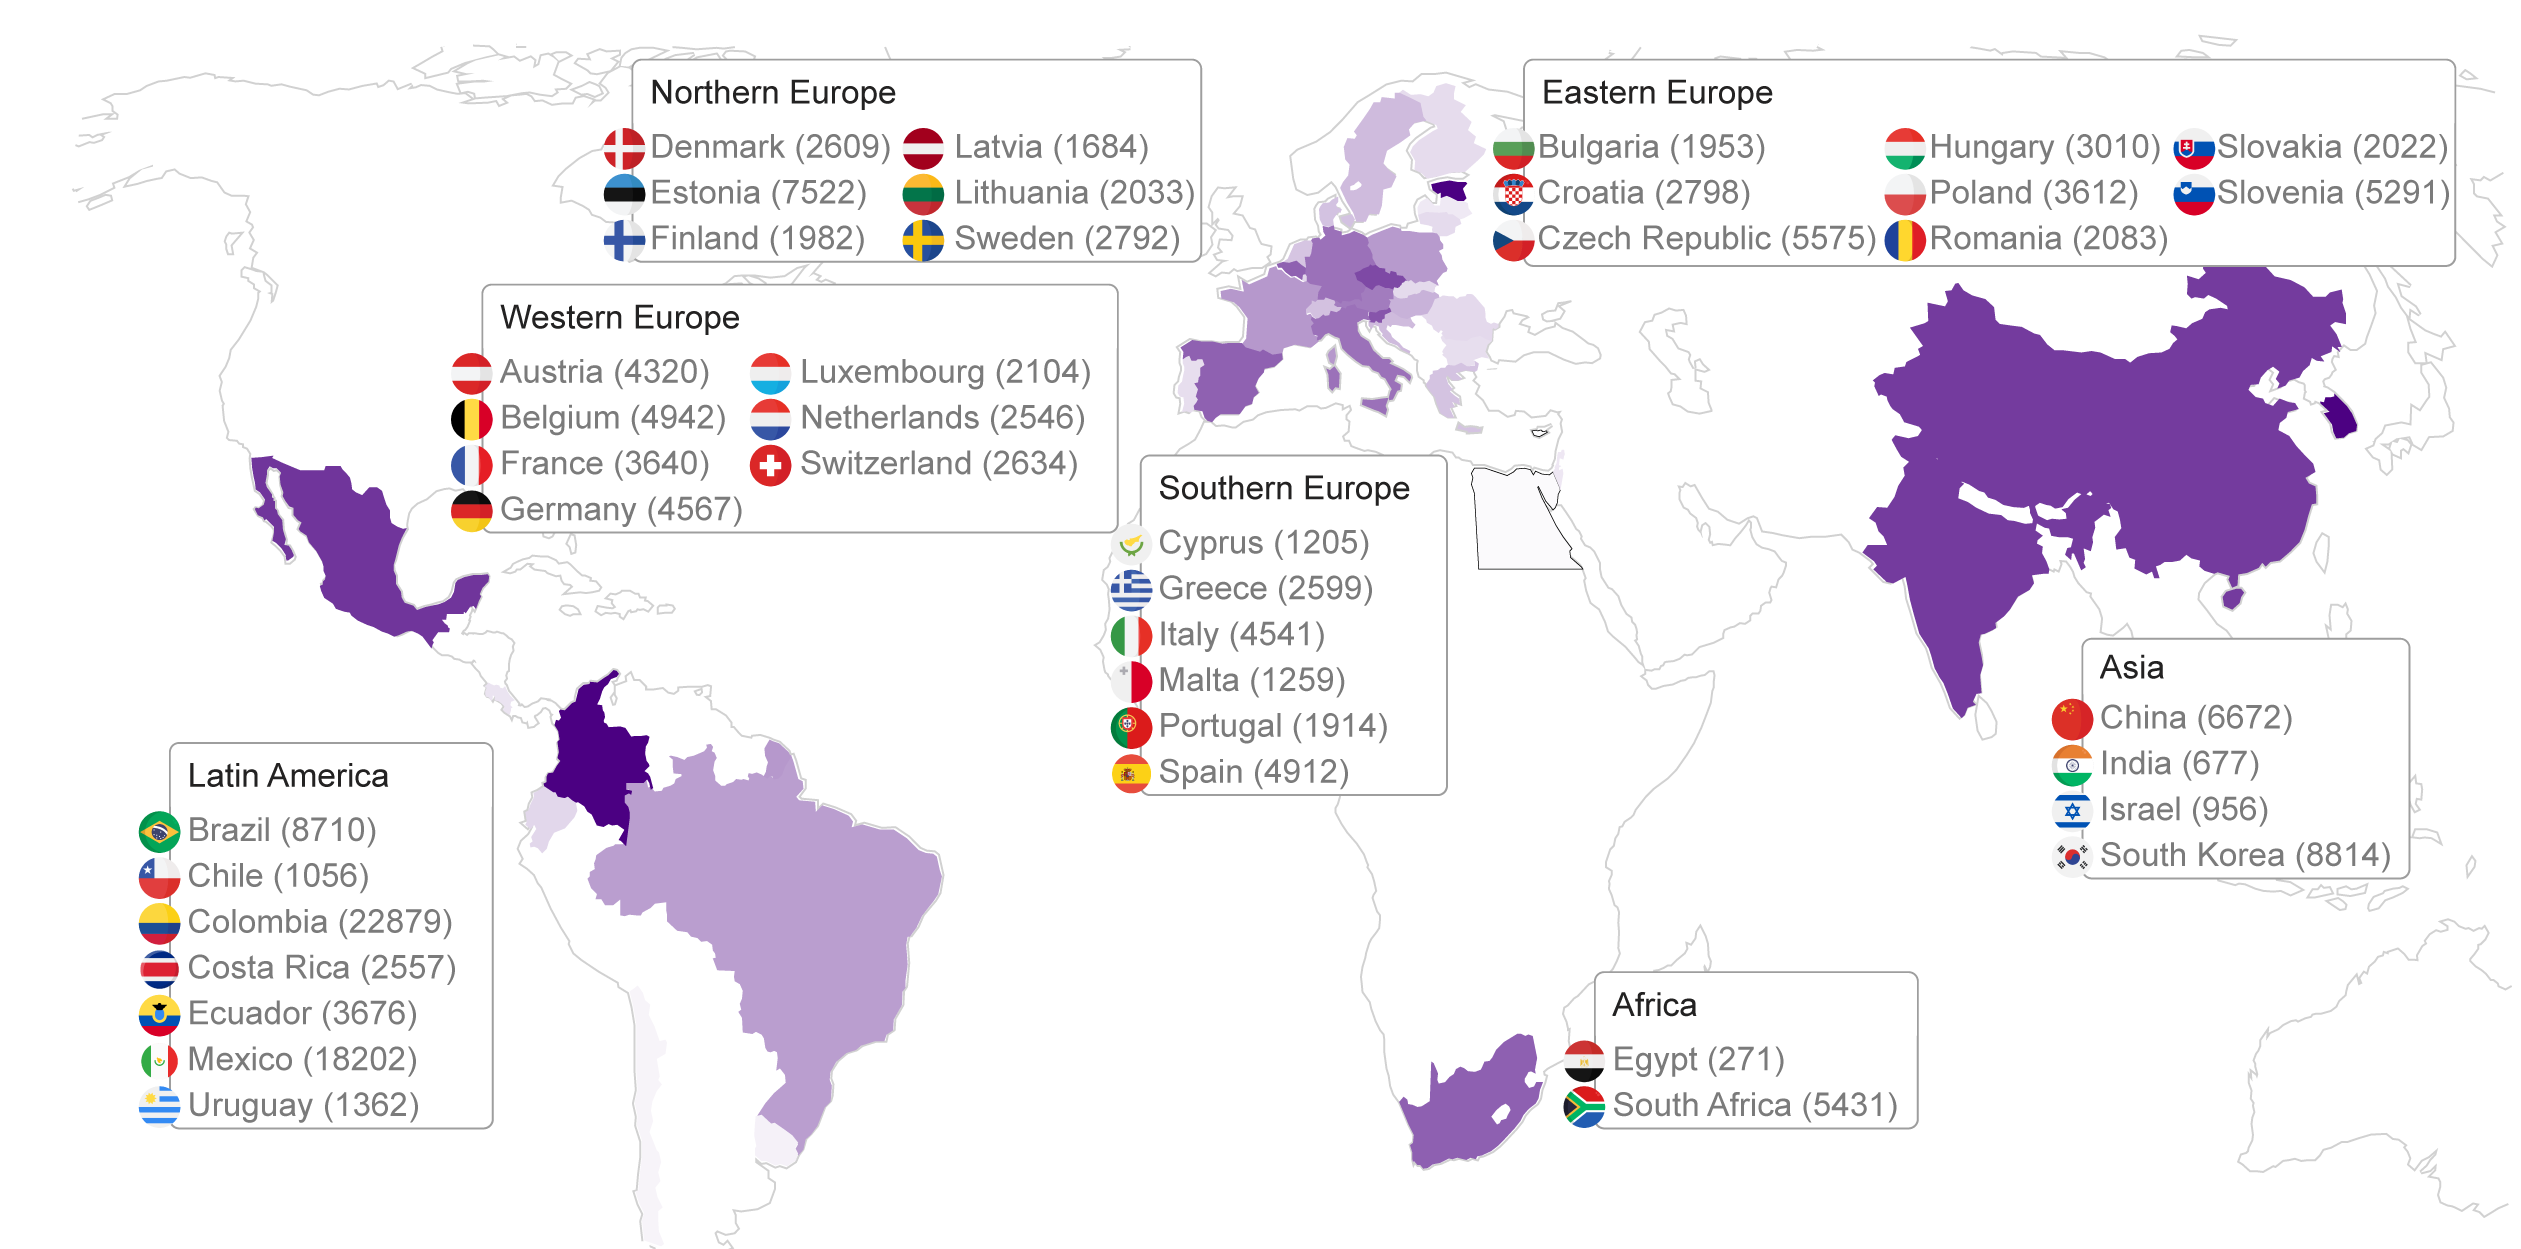 Northern Europe
Denmark (2609)
Latvia (1684)
Estonia (7522)
Lithuania (2033)
Finland (1982)
Sweden (2792)
Eastern Europe
Bulgaria (1953)
Hungary (3010)
Slovakia (2022)
Croatia (2798)
Poland (3612)
Slovenia (5291)
Czech Republic (5575)
Romania (2083)
Western Europe
Austria (4320)
Luxembourg (2104)
Belgium (4942)
Netherlands (2546)
France (3640)
Switzerland (2634)
Germany (4567)
Southern Europe
Cyprus (1205)
Greece (2599)
Italy (4541)
Malta (1259)
Portugal (1914)
Spain (4912)
Asia
China (6672)
India (677)
Israel (956)
South Korea (8814)
Latin America
Brazil (8710)
Chile (1056)
Colombia (22879)
Costa Rica (2557)
Ecuador (3676)
Mexico (18202)
Uruguay (1362)
Africa
Egypt (271)
South Africa (5431)